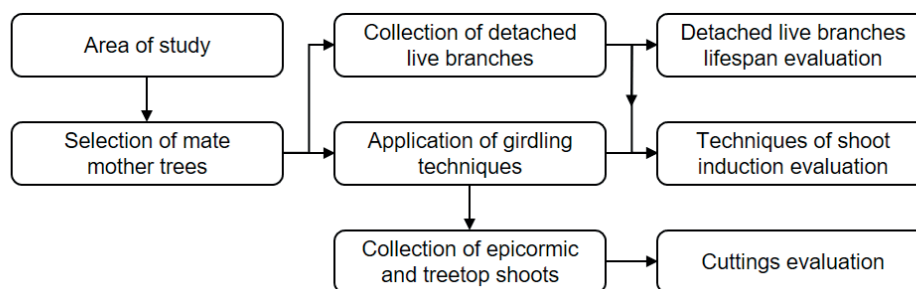 Area of study
Collection of detached
live branches
Detached live branches
lifespan evaluation
Selection of mate
mother trees
Application of girdling
techniques
Techniques of shoot
induction evaluation
Collection of epicormic
and treetop shoots
Cuttings evaluation